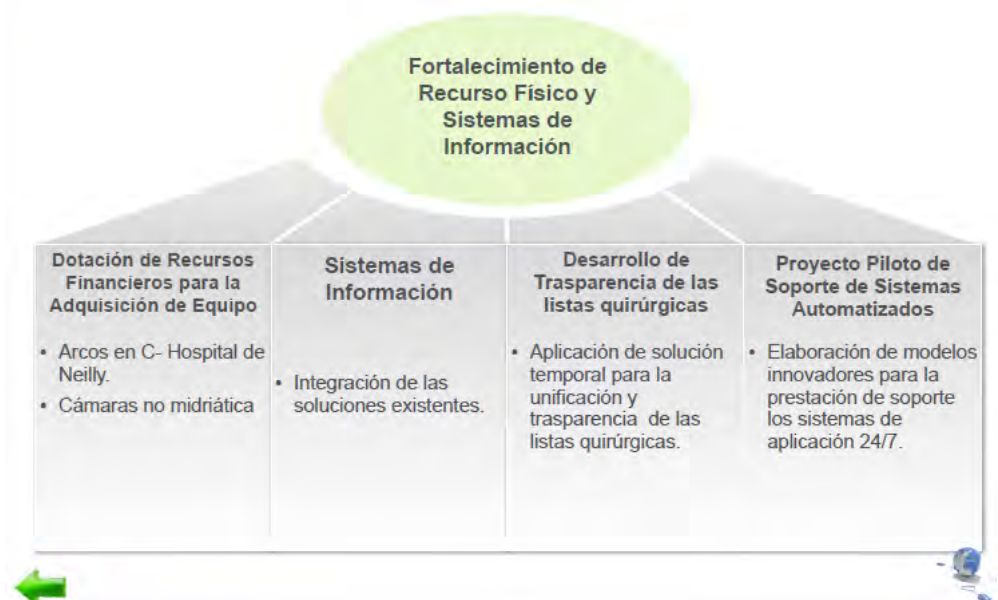 Fortalecimiento de
Recurso Físico y
Sistemas de
Información
Dotación de Recursos
Financieros para la
Adquisición de Equipo
• Arcos en C- Hospital de
Neilly.
• Cámaras no midriática
Sistemas de
Información
• Integración de las
soluciones existentes.
Desarrollo de
Trasparencia de las
listas quirúrgicas
• Aplicación de solución
temporal para la
unificación y
trasparencia de las
listas quirúrgicas.
Proyecto Piloto de
Soporte de Sistemas
Automatizados
• Elaboración de modelos
innovadores para la
prestación de soporte
los sistemas de
aplicación 24/7.